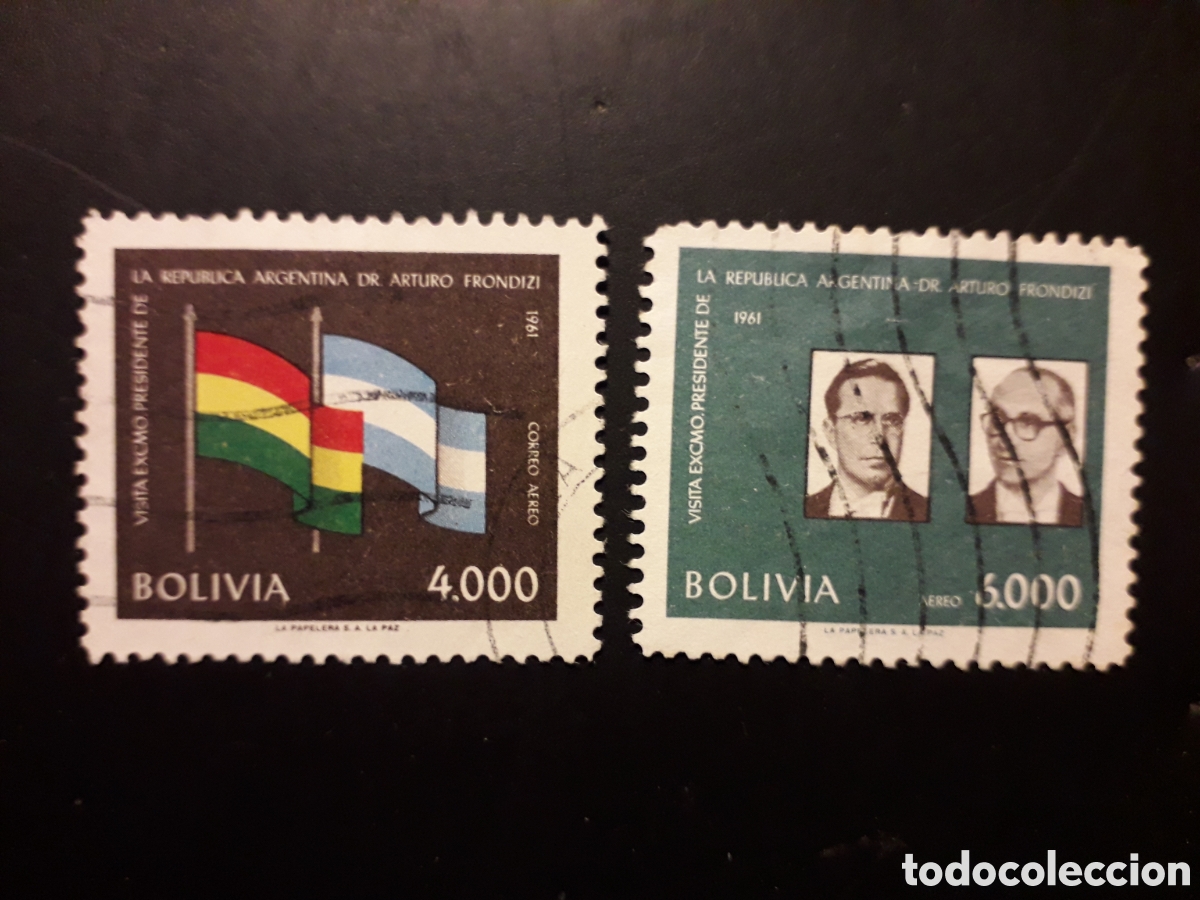 VISITA EXCMO. PRESIDENTE DE
LA REPUBLICA ARGENTINA DR. ARTURO FRONDIZI
1961
CORREO AEREO
BOLIVIA 4.000
LA PAPELERA S. A. LA PAZ
VISITA EXCMO. PRESIDENTE DE
LA REPUBLICA ARGENTINA-DR. ARTURO FRONDIZI
1961
BOLIVIA AEREO 6.000
LA PAPELERA S. A. LA PAZ
todocoleccion